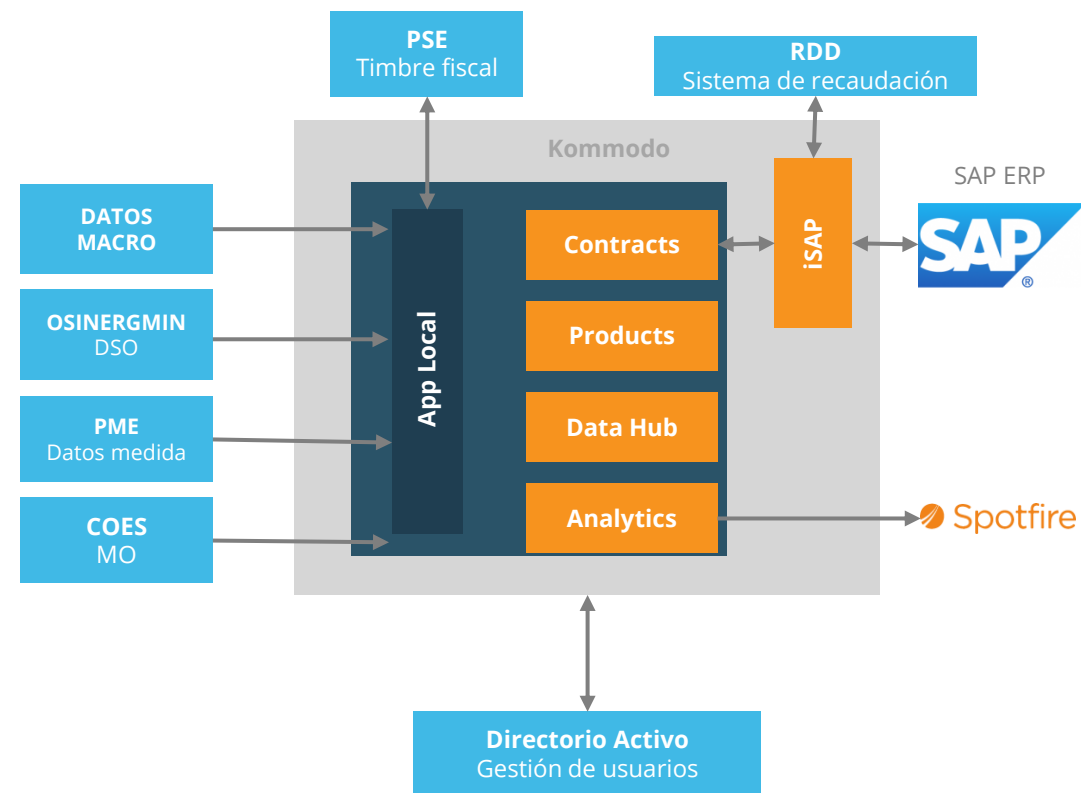 PSE
Timbre fiscal
RDD
Sistema de recaudación
Kommodo
SAP ERP
SAP
®
DATOS
MACRO
OSINERGMIN
DSO
PME
Datos medida
COES
MO
App Local
Contracts
Products
Data Hub
Analytics
iSAP
Spotfire
Directorio Activo
Gestión de usuarios